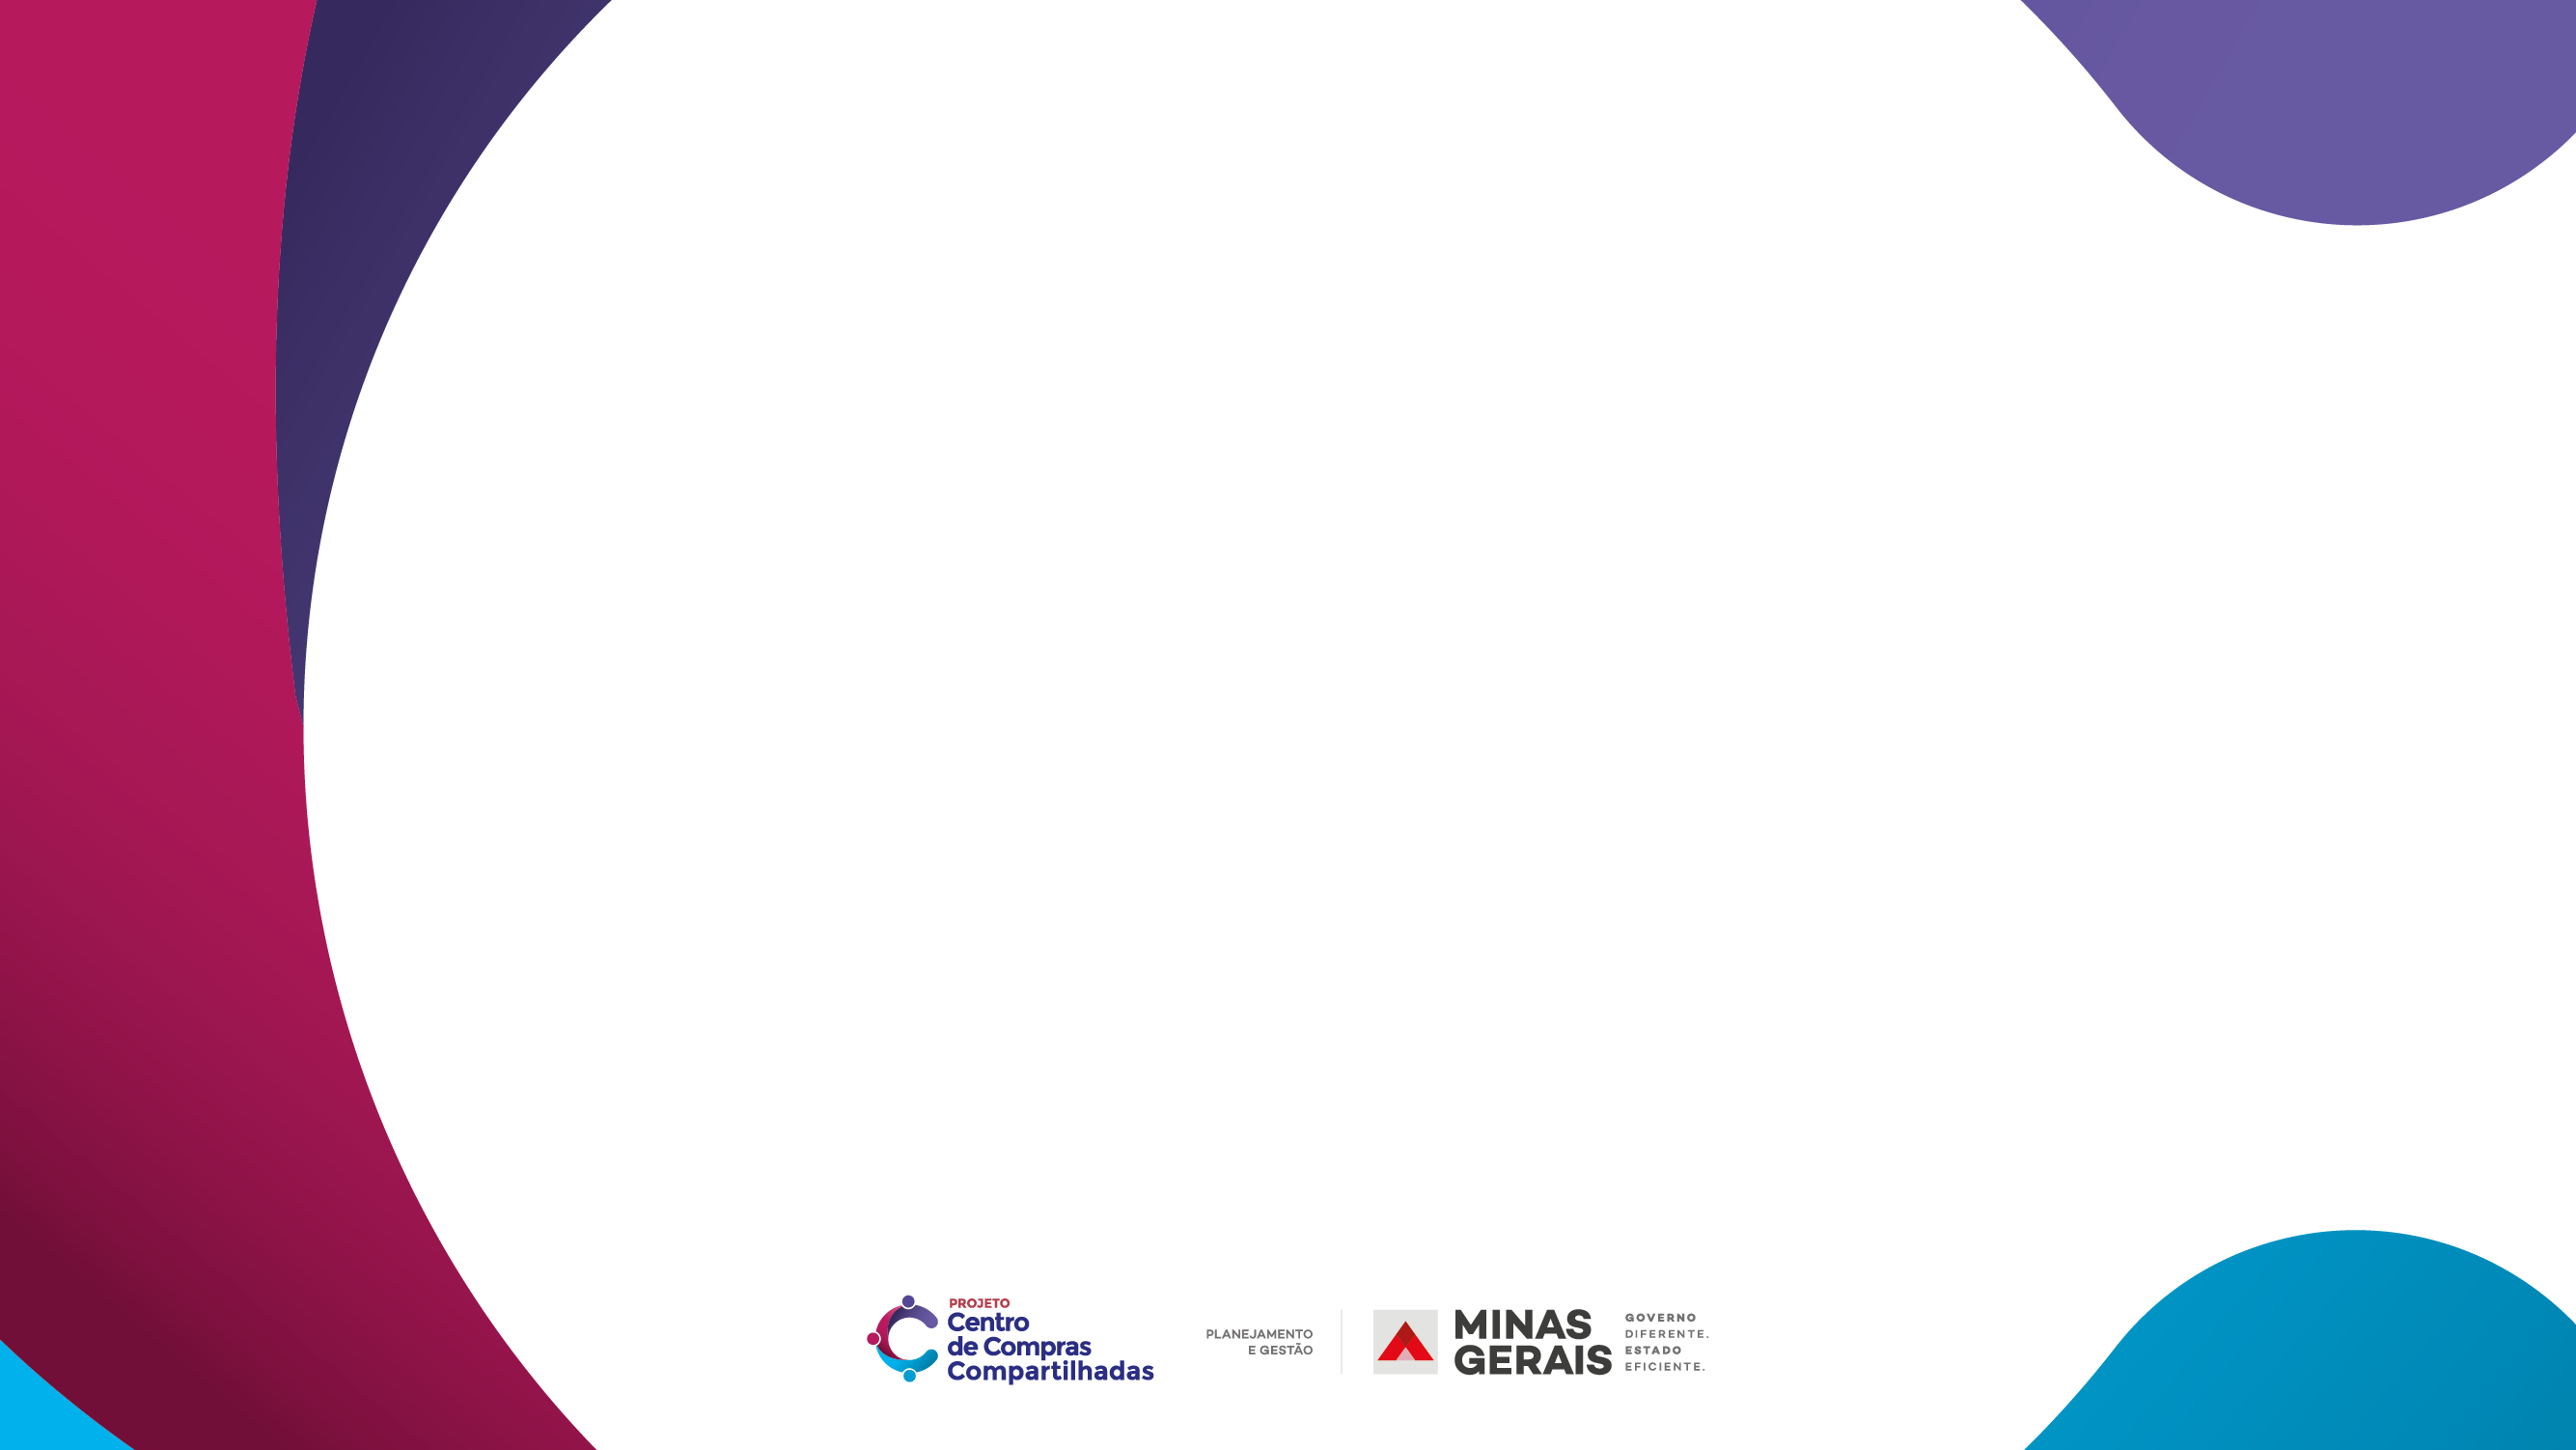 PROJETO
Centro
de Compras
Compartilhadas
PLANEJAMENTO
E GESTÃO
MINAS
GERAIS
GOVERNO
DIFERENTE.
ESTADO
EFICIENTE.